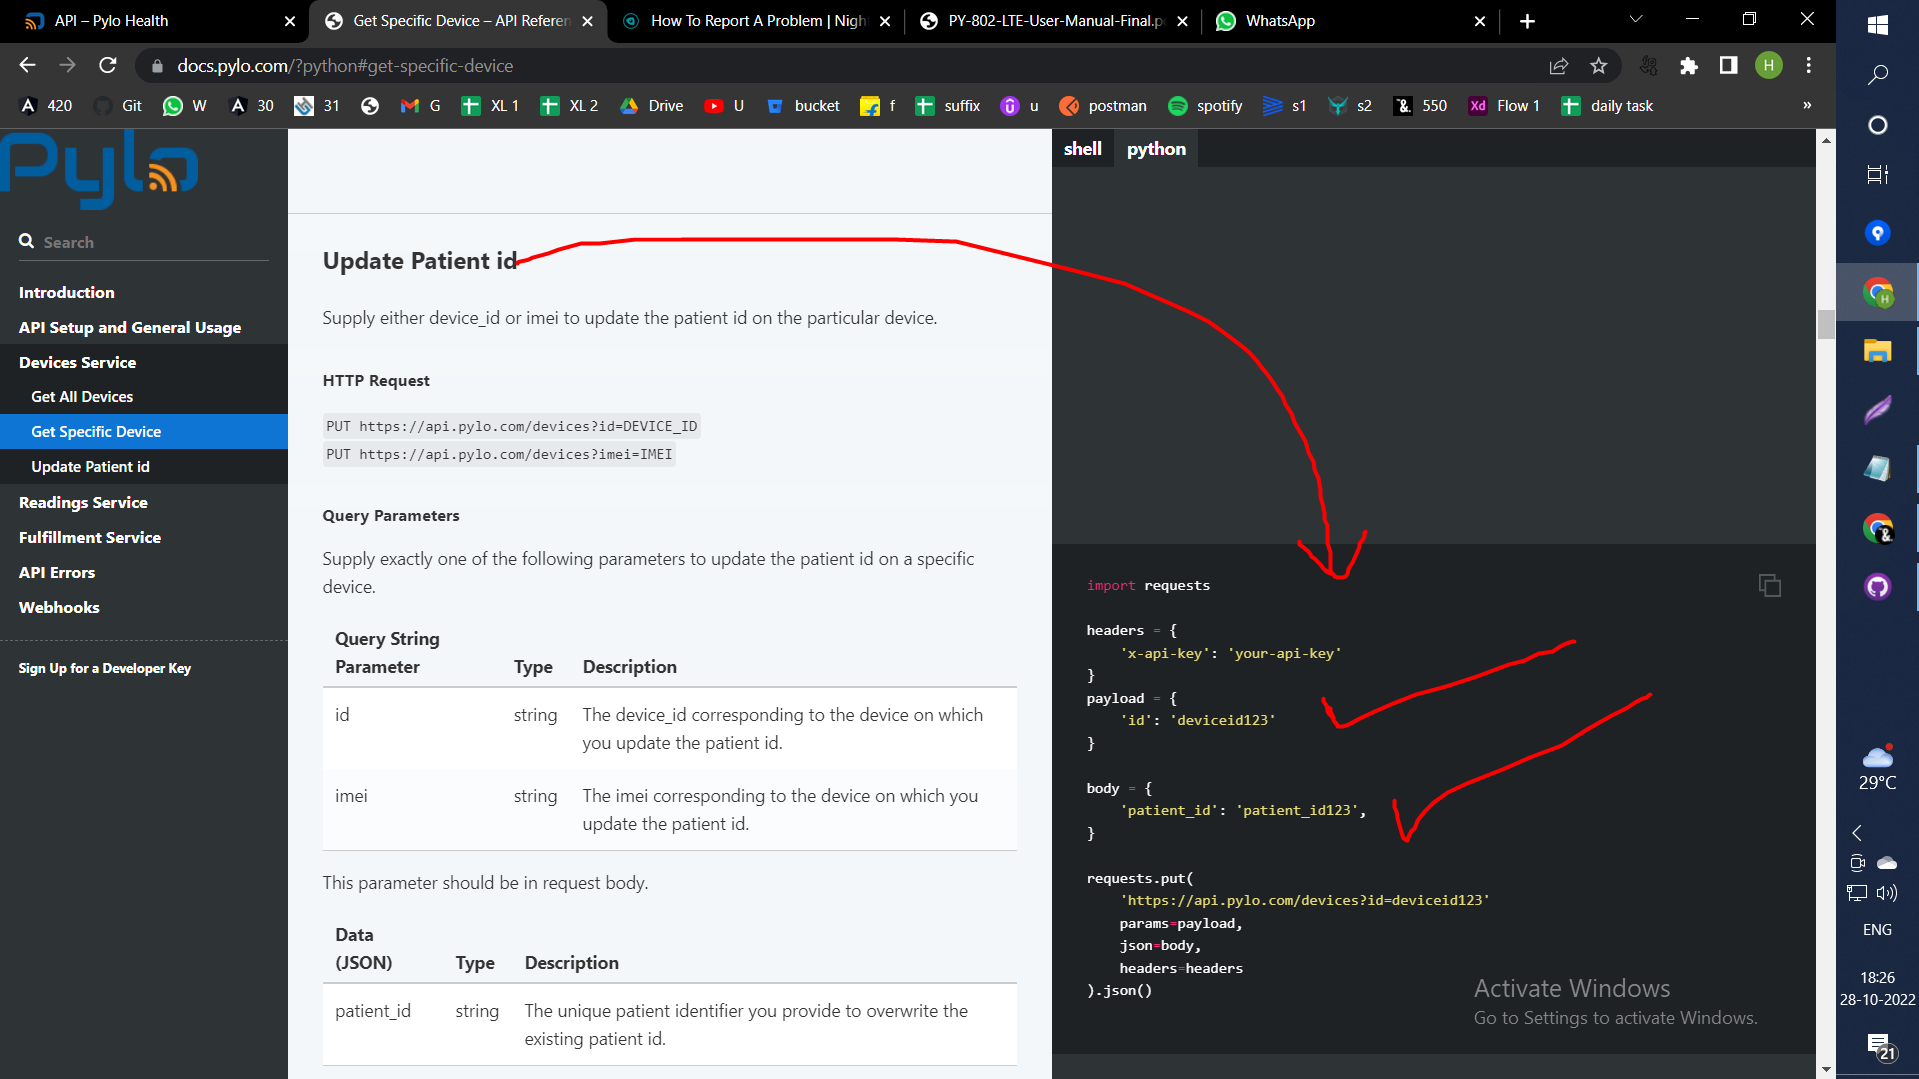 API – Pylo Health
Get Specific Device – API Referen
How To Report A Problem | Nigh
PY-802-LTE-User-Manual-Final.p
WhatsApp
docs.pylo.com/?python#get-specific-device
H
420
Git
W
30
31
G
XL 1
XL 2
Drive
U
bucket
f
suffix
u
postman
spotify
s1
s2
550
Xd
Flow 1
daily task
»
Pylo
Search
Introduction
API Setup and General Usage
Devices Service
Get All Devices
Get Specific Device
Update Patient id
Readings Service
Fulfillment Service
API Errors
Webhooks
Sign Up for a Developer Key
Update Patient id
Supply either device_id or imei to update the patient id on the particular device.
HTTP Request
PUT https://api.pylo.com/devices?id=DEVICE_ID
PUT https://api.pylo.com/devices?imei=IMEI
Query Parameters
Supply exactly one of the following parameters to update the patient id on a specific
device.
Query String
Parameter Type Description
id string The device_id corresponding to the device on which
you update the patient id.
imei string The imei corresponding to the device on which you
update the patient id.
This parameter should be in request body.
Data
(JSON) Type Description
patient_id string The unique patient identifier you provide to overwrite the
existing patient id.
shell python
import requests
headers = {
'x-api-key': 'your-api-key'
}
payload = {
'id': 'deviceid123'
}
body = {
'patient_id': 'patient_id123',
}
requests.put(
'https://api.pylo.com/devices?id=deviceid123'
params=payload,
json=body,
headers=headers
).json()
Activate Windows
Go to Settings to activate Windows.
29°C
ENG
18:26
28-10-2022
21